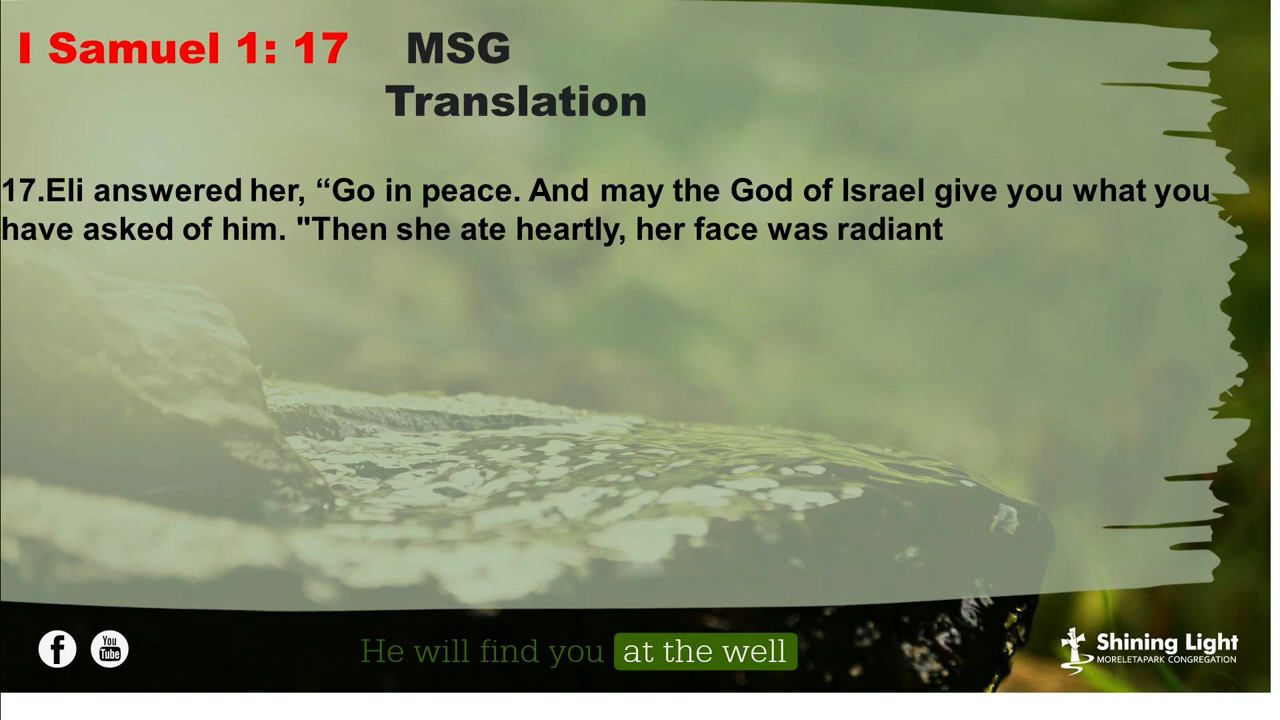 I Samuel 1: 17 MSG
Translation
17.Eli answered her, “Go in peace. And may the God of Israel give you what you
have asked of him. "Then she ate heartly, her face was radiant
f
You
Tube
He will find you at the well
Shining Light
MORELETAPARK CONGREGATION